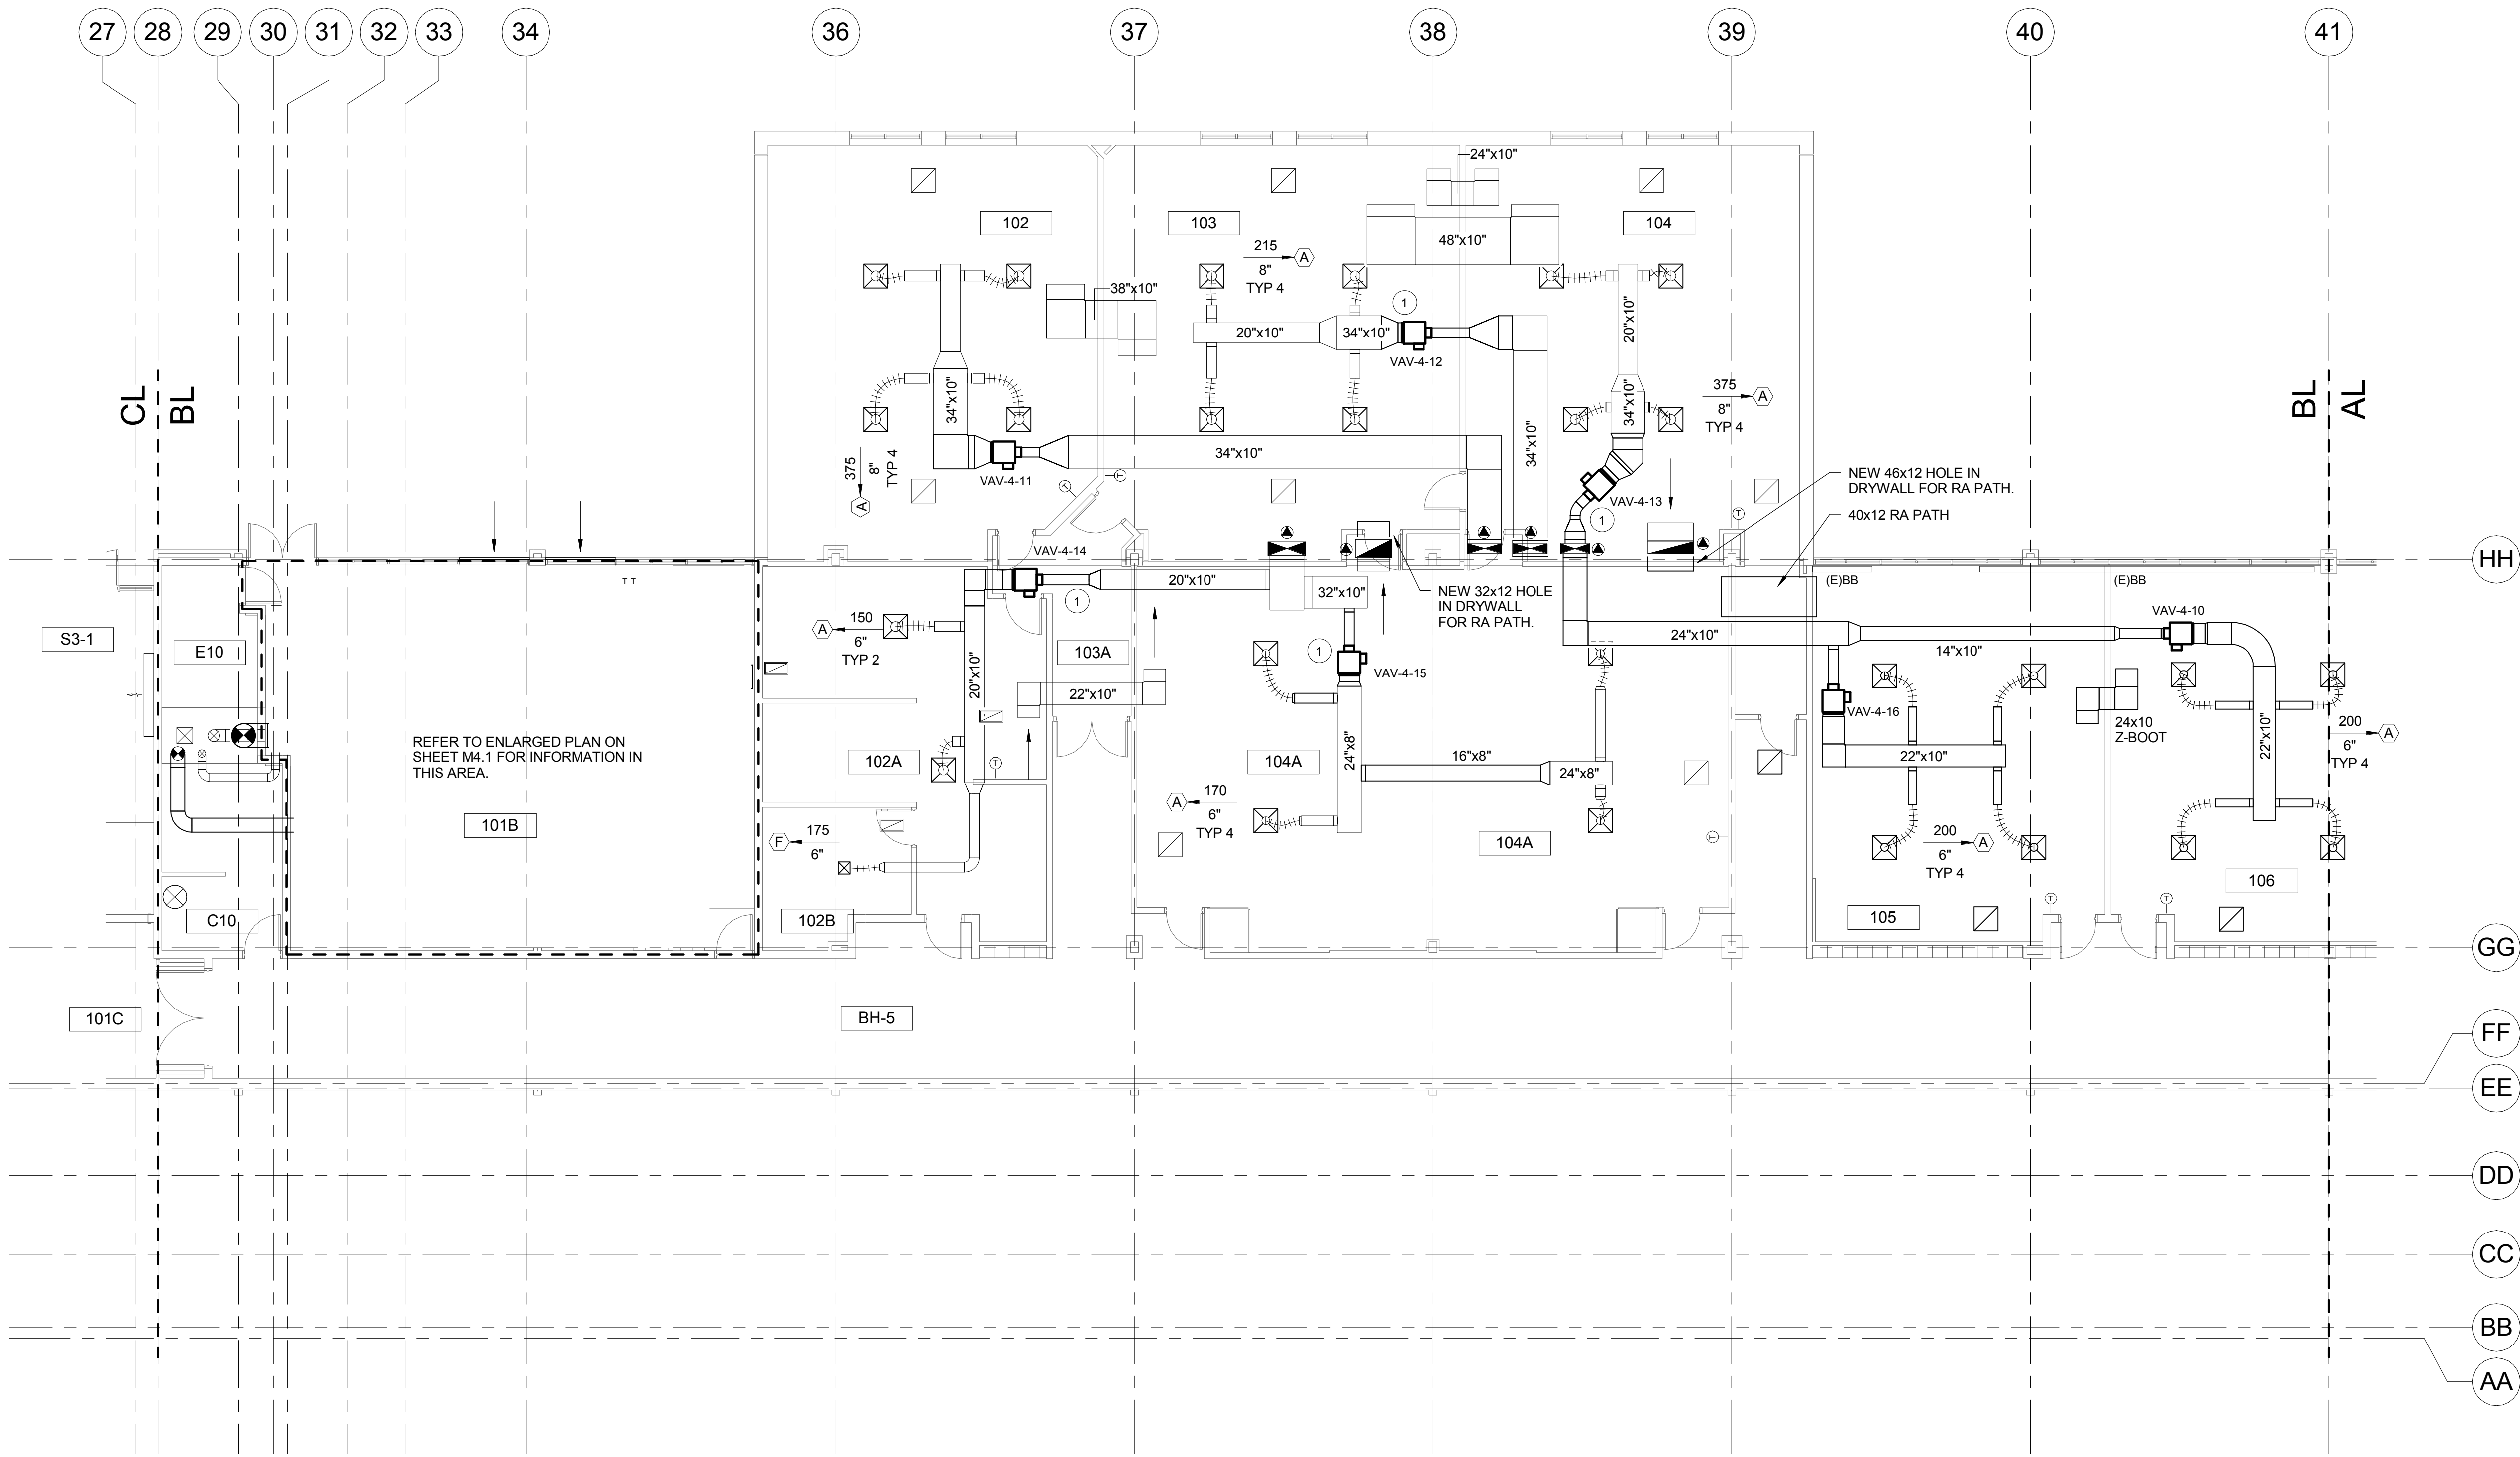 27 28 29 30 31 32 33 34 36 37 38 39 40 41
24"x10"
102 103 104
48"x10"
215
8"
TYP 4
A
38"x10"
1
20"x10" 34"x10"
VAV-4-12
20"x10"
34"x10"
375
8"
TYP 4
A
CL BL
BL AL
34"x10"
34"x10"
34"x10"
375
8"
TYP 4
A
VAV-4-11
T
T
VAV-4-13
1
T
NEW 46x12 HOLE IN
DRYWALL FOR RA PATH.
40x12 RA PATH
HH
VAV-4-14
T T
20"x10"
1
32"x10"
NEW 32x12 HOLE
IN DRYWALL
FOR RA PATH.
(E)BB (E)BB
VAV-4-10
150
6"
TYP 2
A
S3-1
E10
103A
1
VAV-4-15
24"x10"
14"x10"
20"x10"
22"x10"
VAV-4-16
24x10
Z-BOOT
22"x10"
200
6"
TYP 4
A
REFER TO ENLARGED PLAN ON
SHEET M4.1 FOR INFORMATION IN
THIS AREA.
102A
T
104A
24"x8"
16"x8"
24"x8"
22"x10"
170
6"
TYP 4
A
101B
175
6"
F
104A
T
200
6"
TYP 4
A
106
C10
102B
105
T
T
GG
101C
BH-5
FF
EE
DD
CC
BB
AA